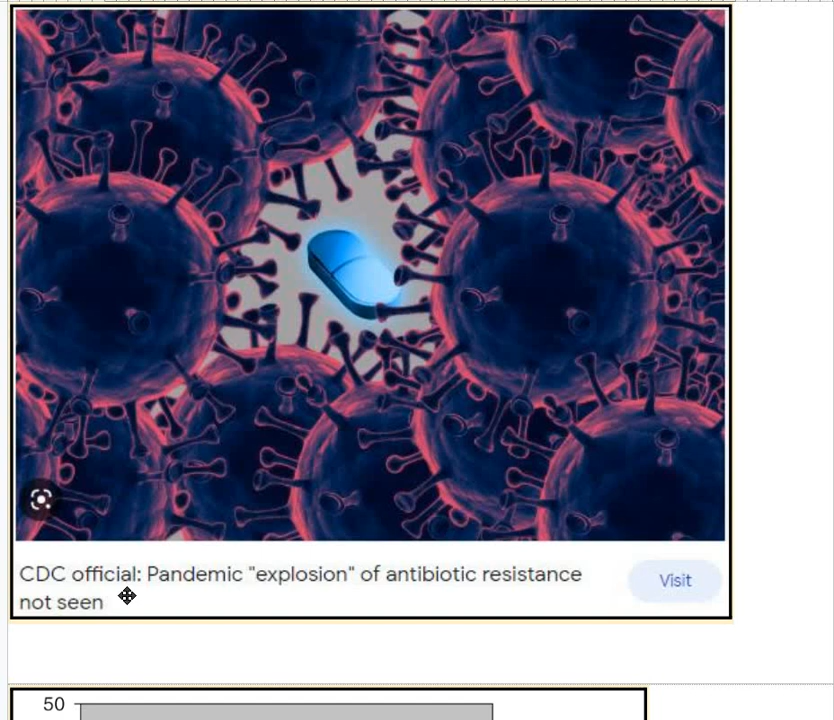 CDC official: Pandemic "explosion" of antibiotic resistance
not seen
Visit
50